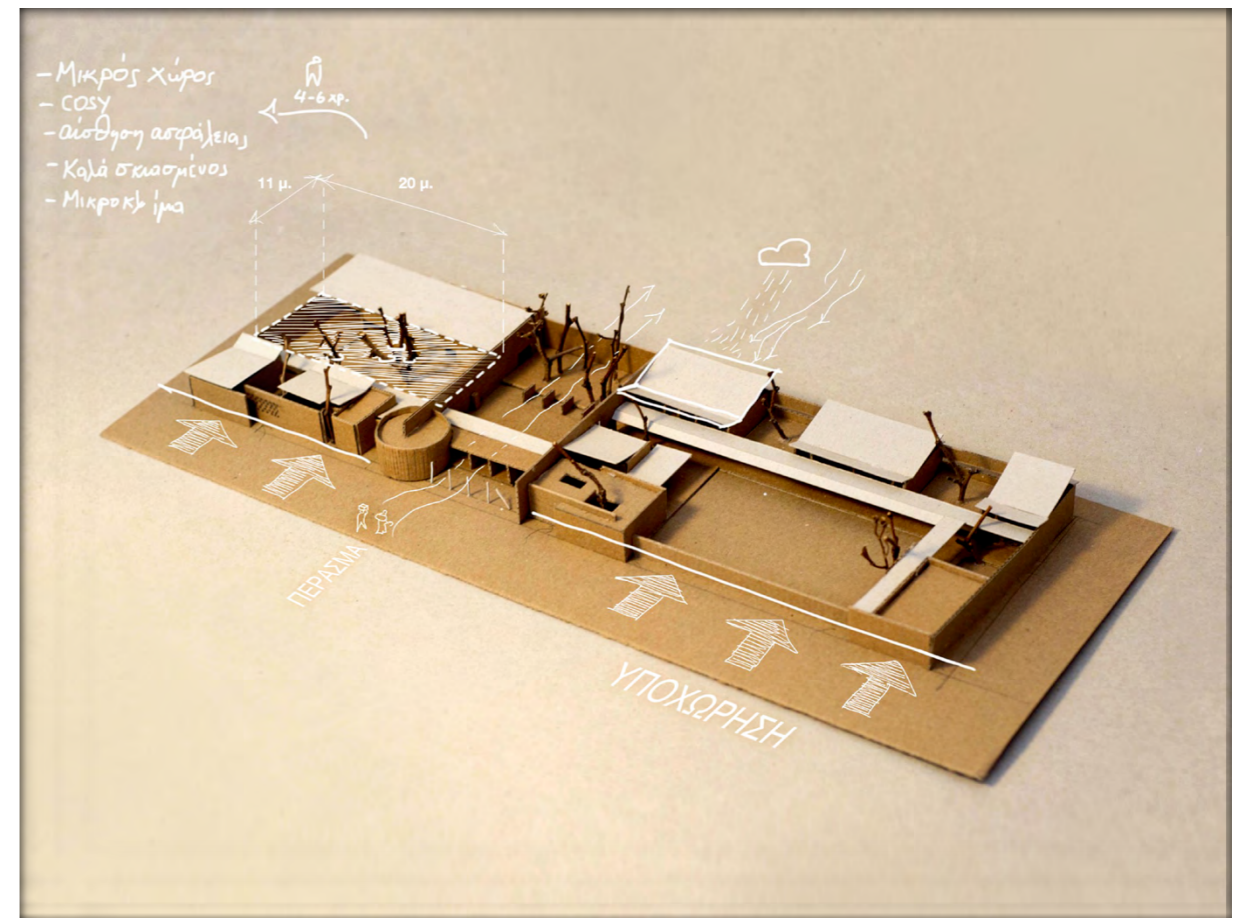 - Μικρός χώρος
- COSY
- αίσθηση ασφάλειας
- Καλά σκιασμένος
- Μικροκλίμα
4-6 χρ.
11 μ.
20 μ.
ΠΕΡΑΣΜΑ
ΥΠΟΧΩΡΗΣΗ